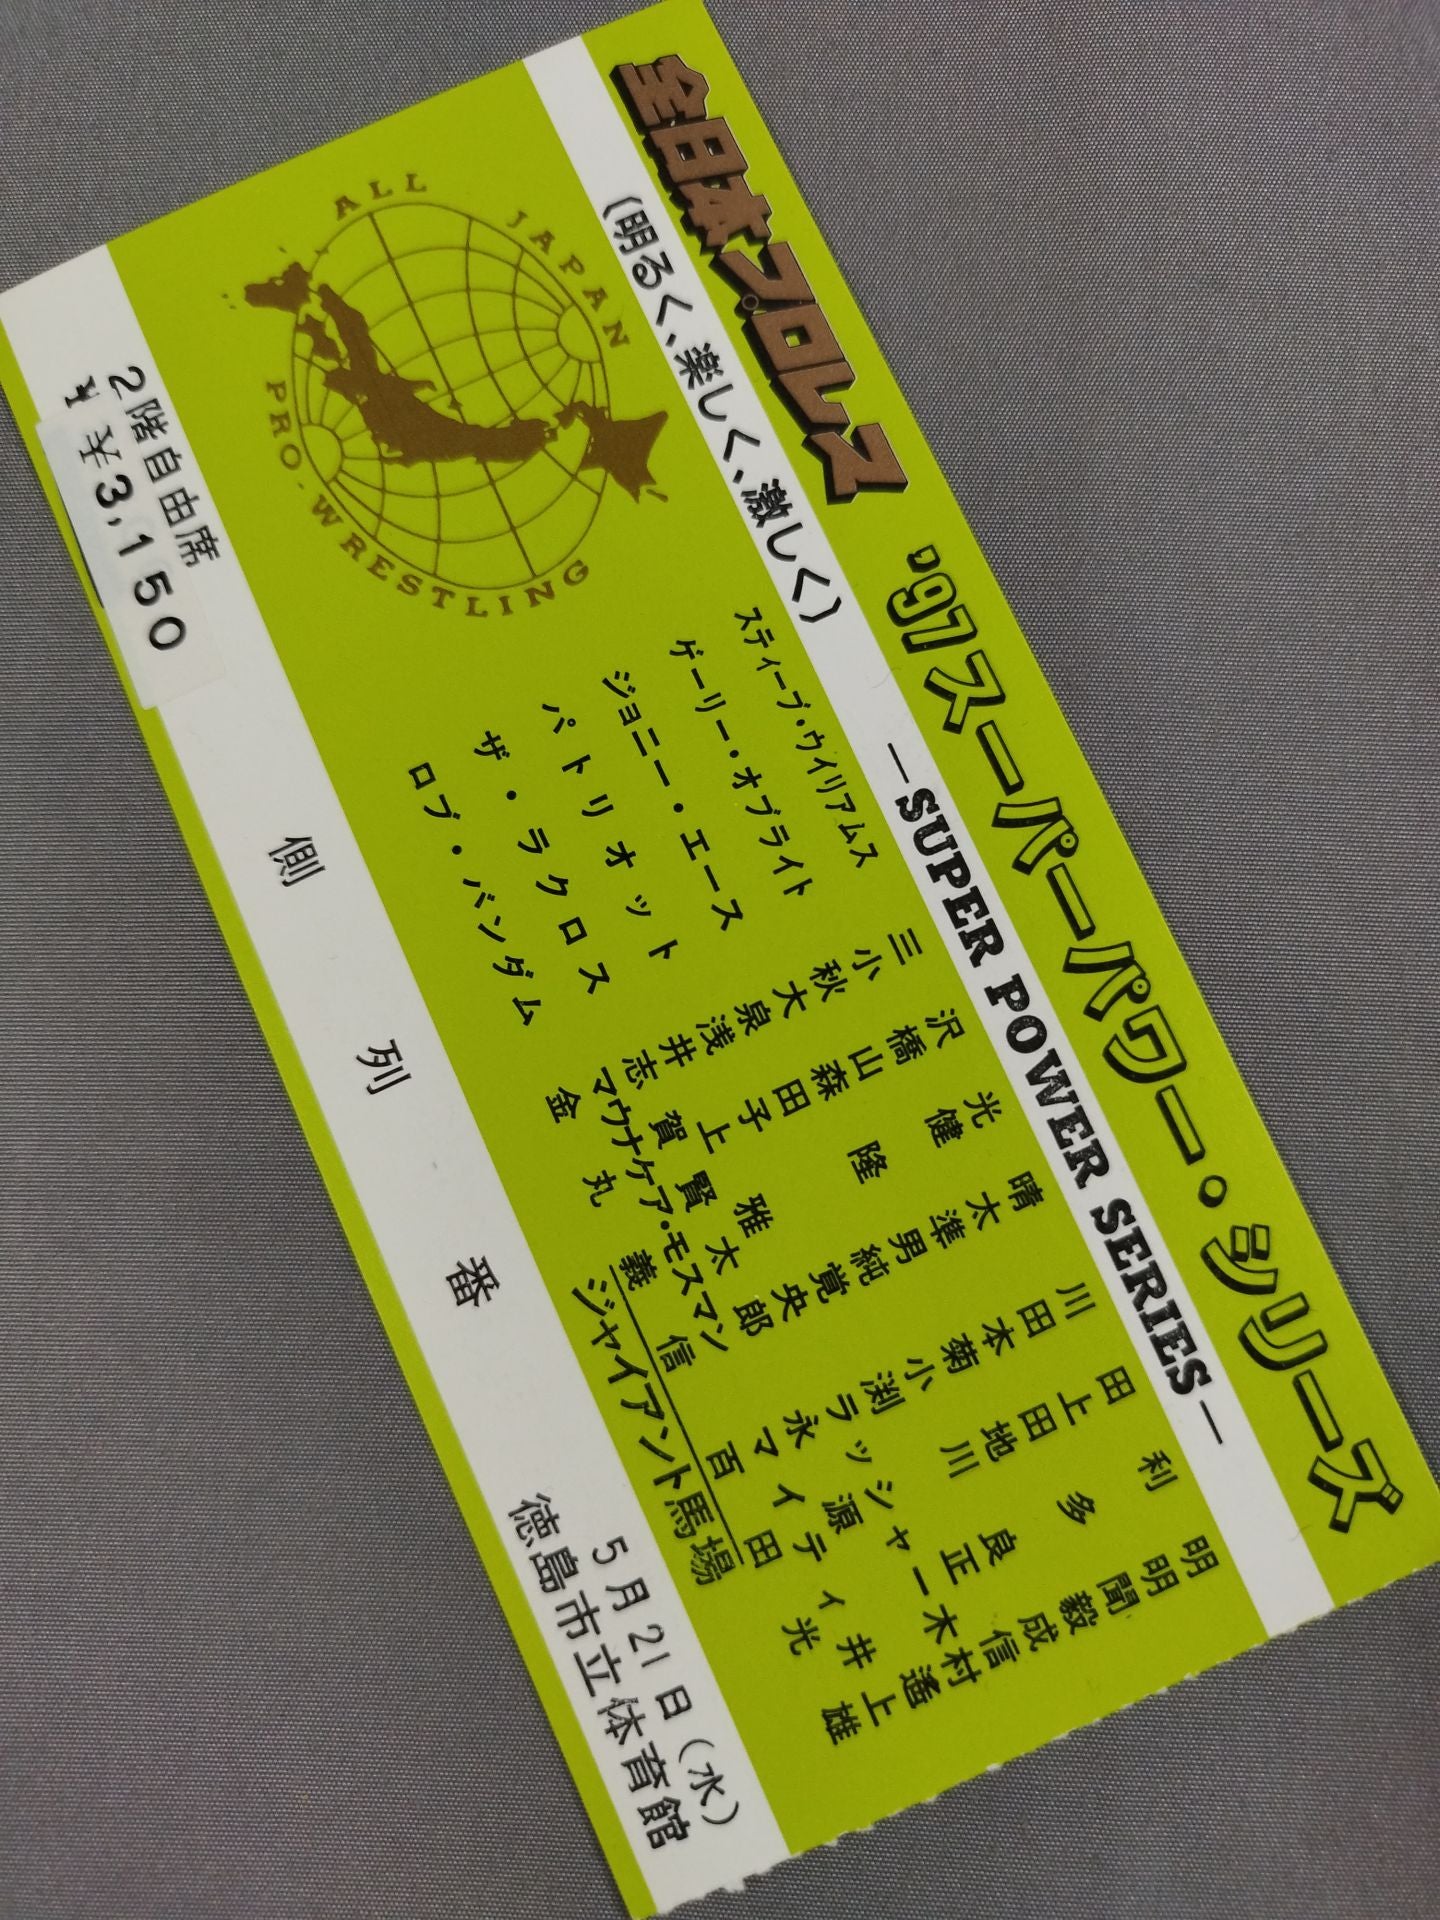 全日本プロレス
'97スーパーパワー・シリーズ
(明るく、楽しく、激しく)
—SUPER POWER SERIES—
ALL JAPAN
PRO-WRESTLING
スティーブ・ウイリアムス
ゲーリー・オブライト
ジョニー・エース
パトリオット
ザ・ラクロス
ロブ・バンダム
三沢光晴
小橋健太
秋山準
大森隆男
泉田純
浅子覚
井上雅央
志賀賢太郎
マウナケア・モスマン
金丸義信
川田利明
田上明
本田多聞
菊地毅
小川良成
渕正信
ラッシャー木村
永源遙
マイティ井上
百田光雄
ジャイアント馬場
2階自由席
¥
¥3,150
側
列
番
5月21日(水)
徳島市立体育館